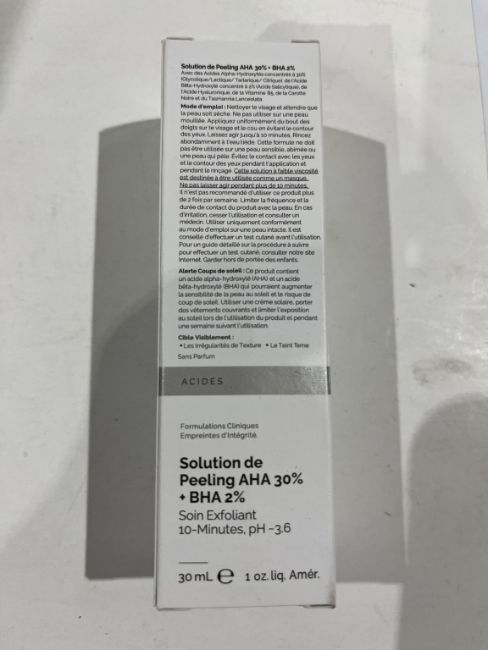 Solution de Peeling AHA 30% + BHA 2%
Avec des Acides Alpha-Hydroxylés concentrés à 30%
(Glycolique/Lactique/ Tartarique/ Citrique), de l'Acide
Bêta-Hydroxylé concentré à 2% (Acide Salicylique), de
l'Acide Hyaluronique, de la Vitamine B5, de la Carotte
Noire et du Tasmannia Lanceolata.
Mode d'emploi : Nettoyer le visage et attendre que
la peau soit sèche. Ne pas utiliser sur une peau
mouillée. Appliquez uniformément du bout des
doigts sur le visage et le cou en évitant le contour
des yeux. Laissez agir jusqu'à 10 minutes. Rincez
abondamment à l'eau tiède. Cette formule ne doit
pas être utilisée sur une peau sensible, abîmée ou
une peau qui pèle. Évitez le contact avec les yeux
et le contour des yeux pendant l'application et
pendant le rinçage. Cette solution à faible viscosité
est destinée à être utilisée comme un masque.
Ne pas laisser agir pendant plus de 10 minutes.
Il n'est pas recommandé d'utiliser ce produit plus
de 2 fois par semaine. Limiter la fréquence et la
durée de contact du produit avec la peau. En cas
d'irritation, cesser l'utilisation et consulter un
médecin. Utiliser uniquement conformément
au mode d'emploi sur une peau intacte. Il est
conseillé d'effectuer un test cutané avant l'utilisation.
Pour un guide détaillé sur la procédure à suivre
pour effectuer un test cutané, consulter notre site
Internet. Garder hors de portée des enfants.
Alerte Coups de soleil : Ce produit contient
un acide alpha-hydroxylé (AHA) et un acide
bêta-hydroxylé (BHA) qui pourraient augmenter
la sensibilité de la peau au soleil et le risque de
coup de soleil. Utiliser une crème solaire, porter
des vêtements couvrants et limiter l'exposition
au soleil lors de l'utilisation du produit et pendant
une semaine suivant l'utilisation.
Cible Visiblement :
• Les Irrégularités de Texture • Le Teint Terne
Sans Parfum
ACIDES
Formulations Cliniques
Empreintes d'Intégrité.
Solution de
Peeling AHA 30%
+ BHA 2%
Soin Exfoliant
10-Minutes, pH ~3.6
30 mL ℮ 1 oz. liq. Amér.